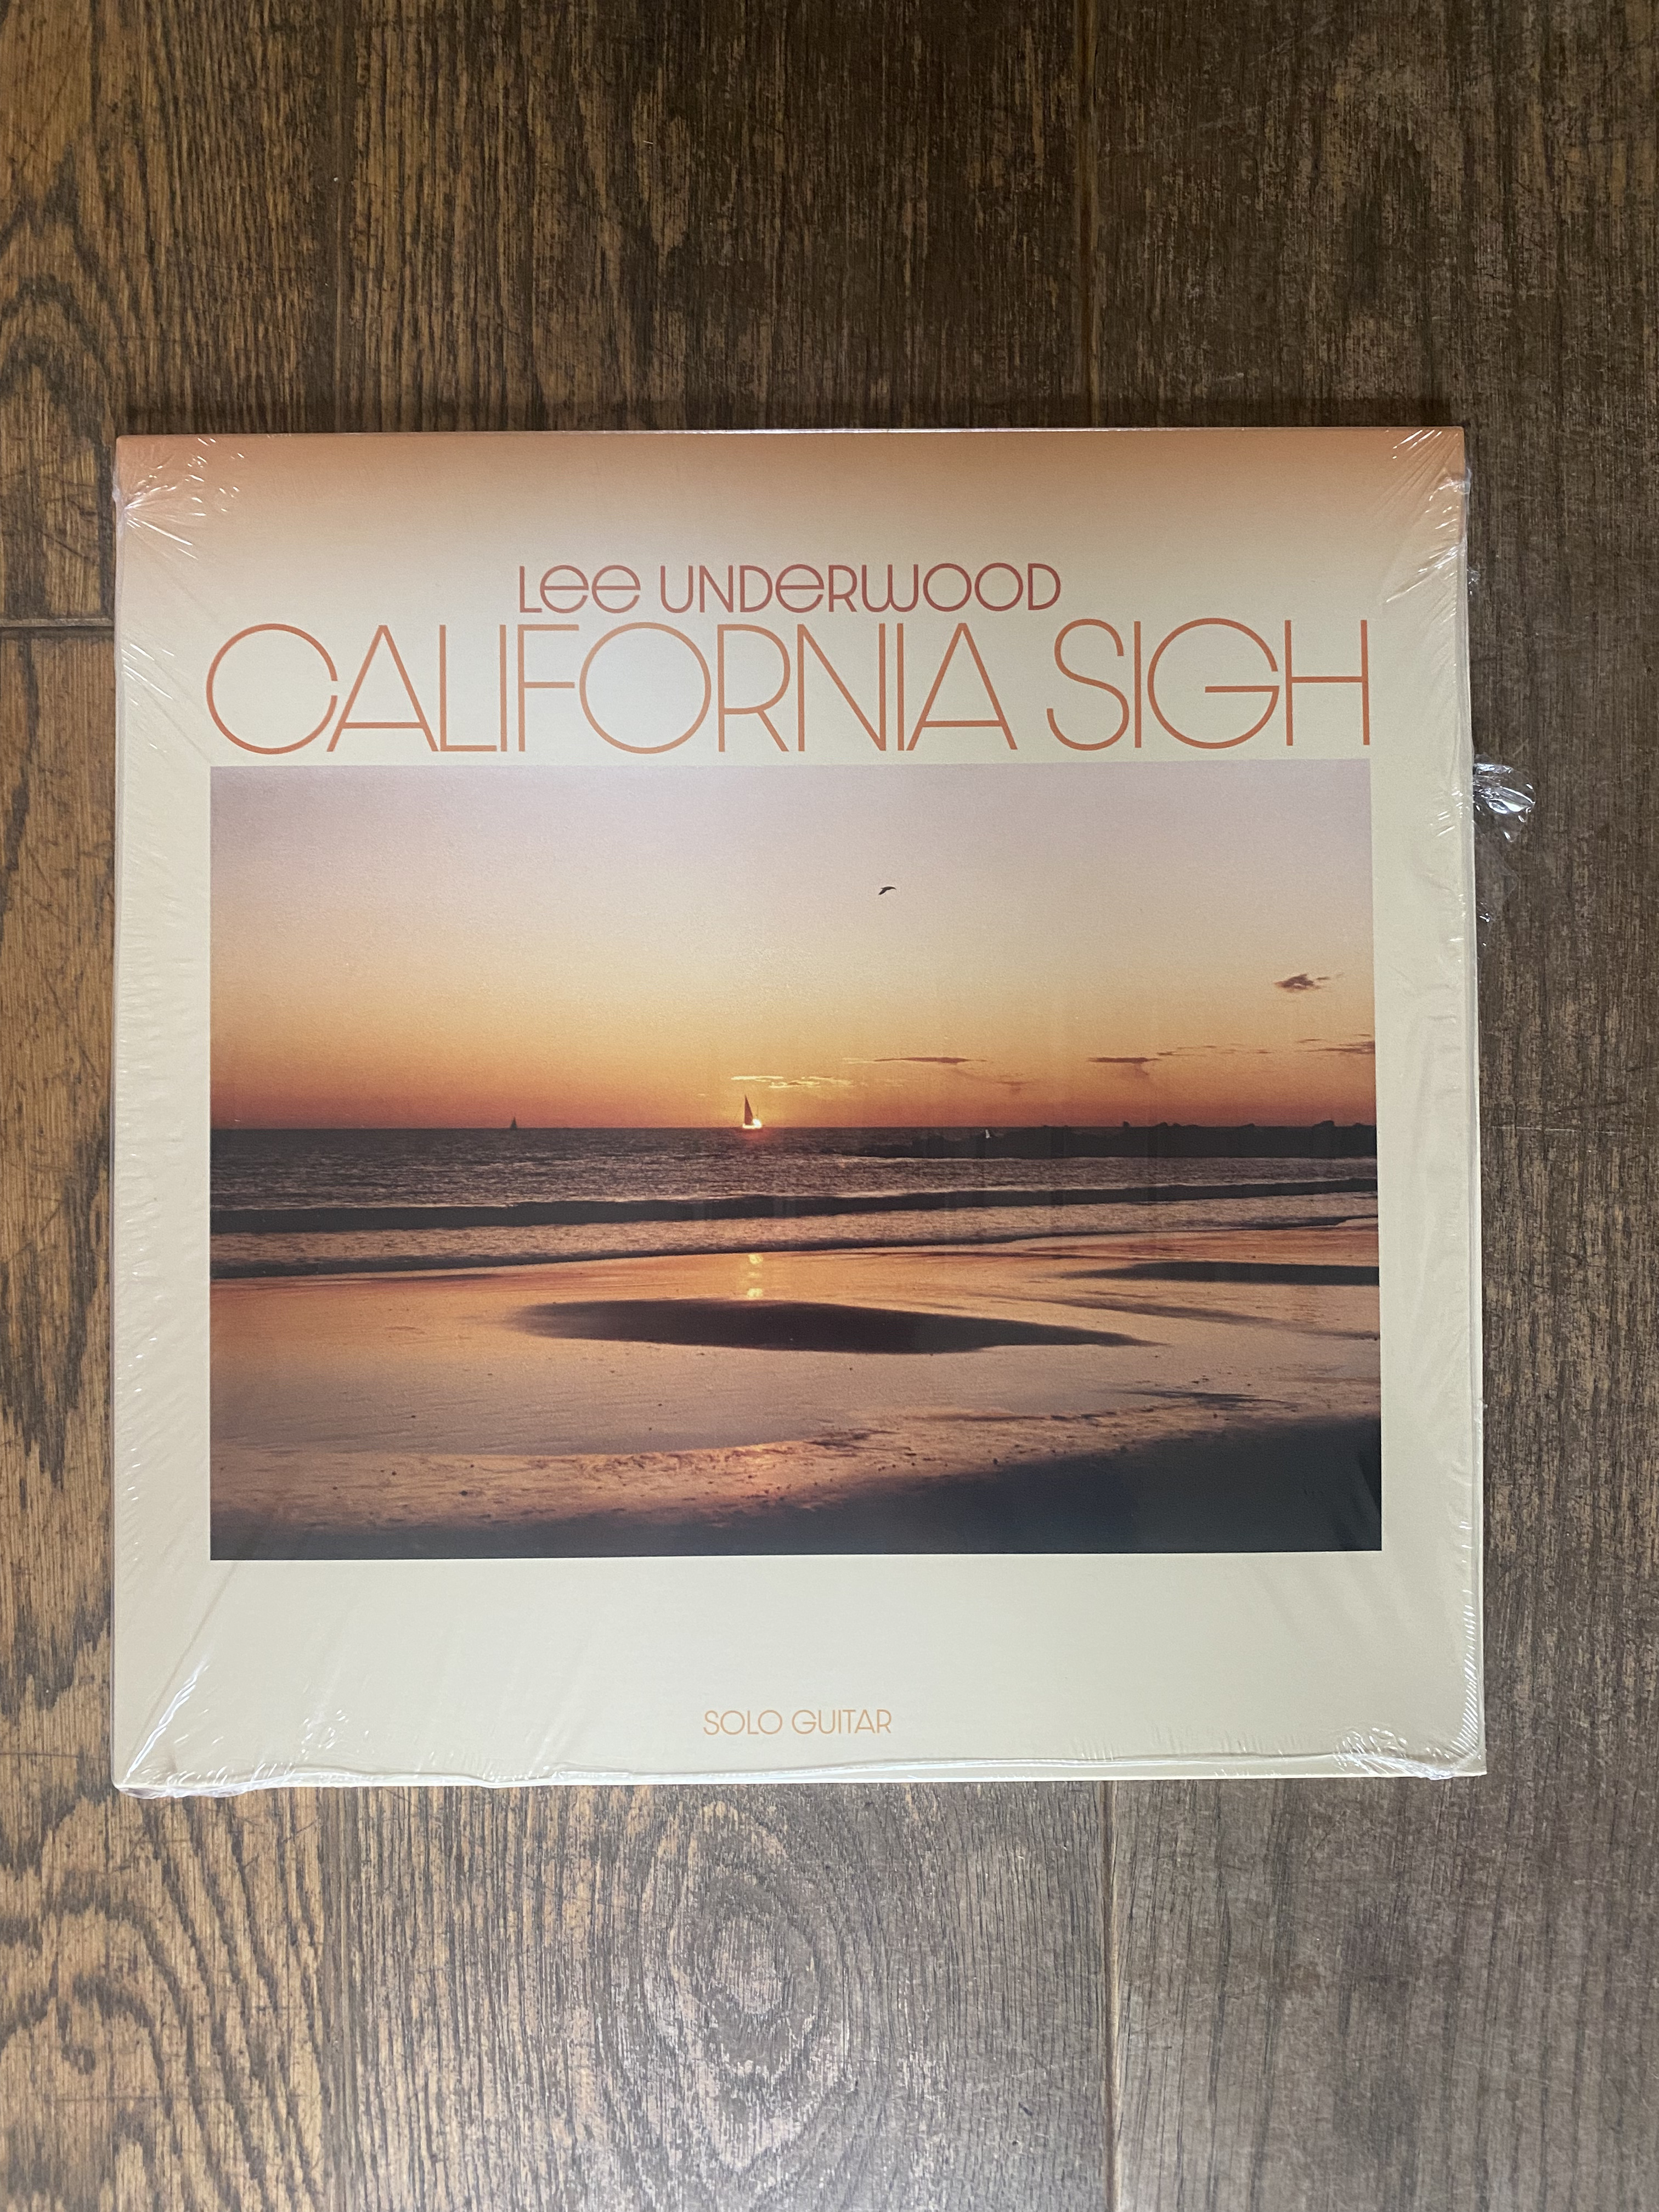 Lee UNDERWOOD
CALIFORNIA SIGH
SOLO GUITAR